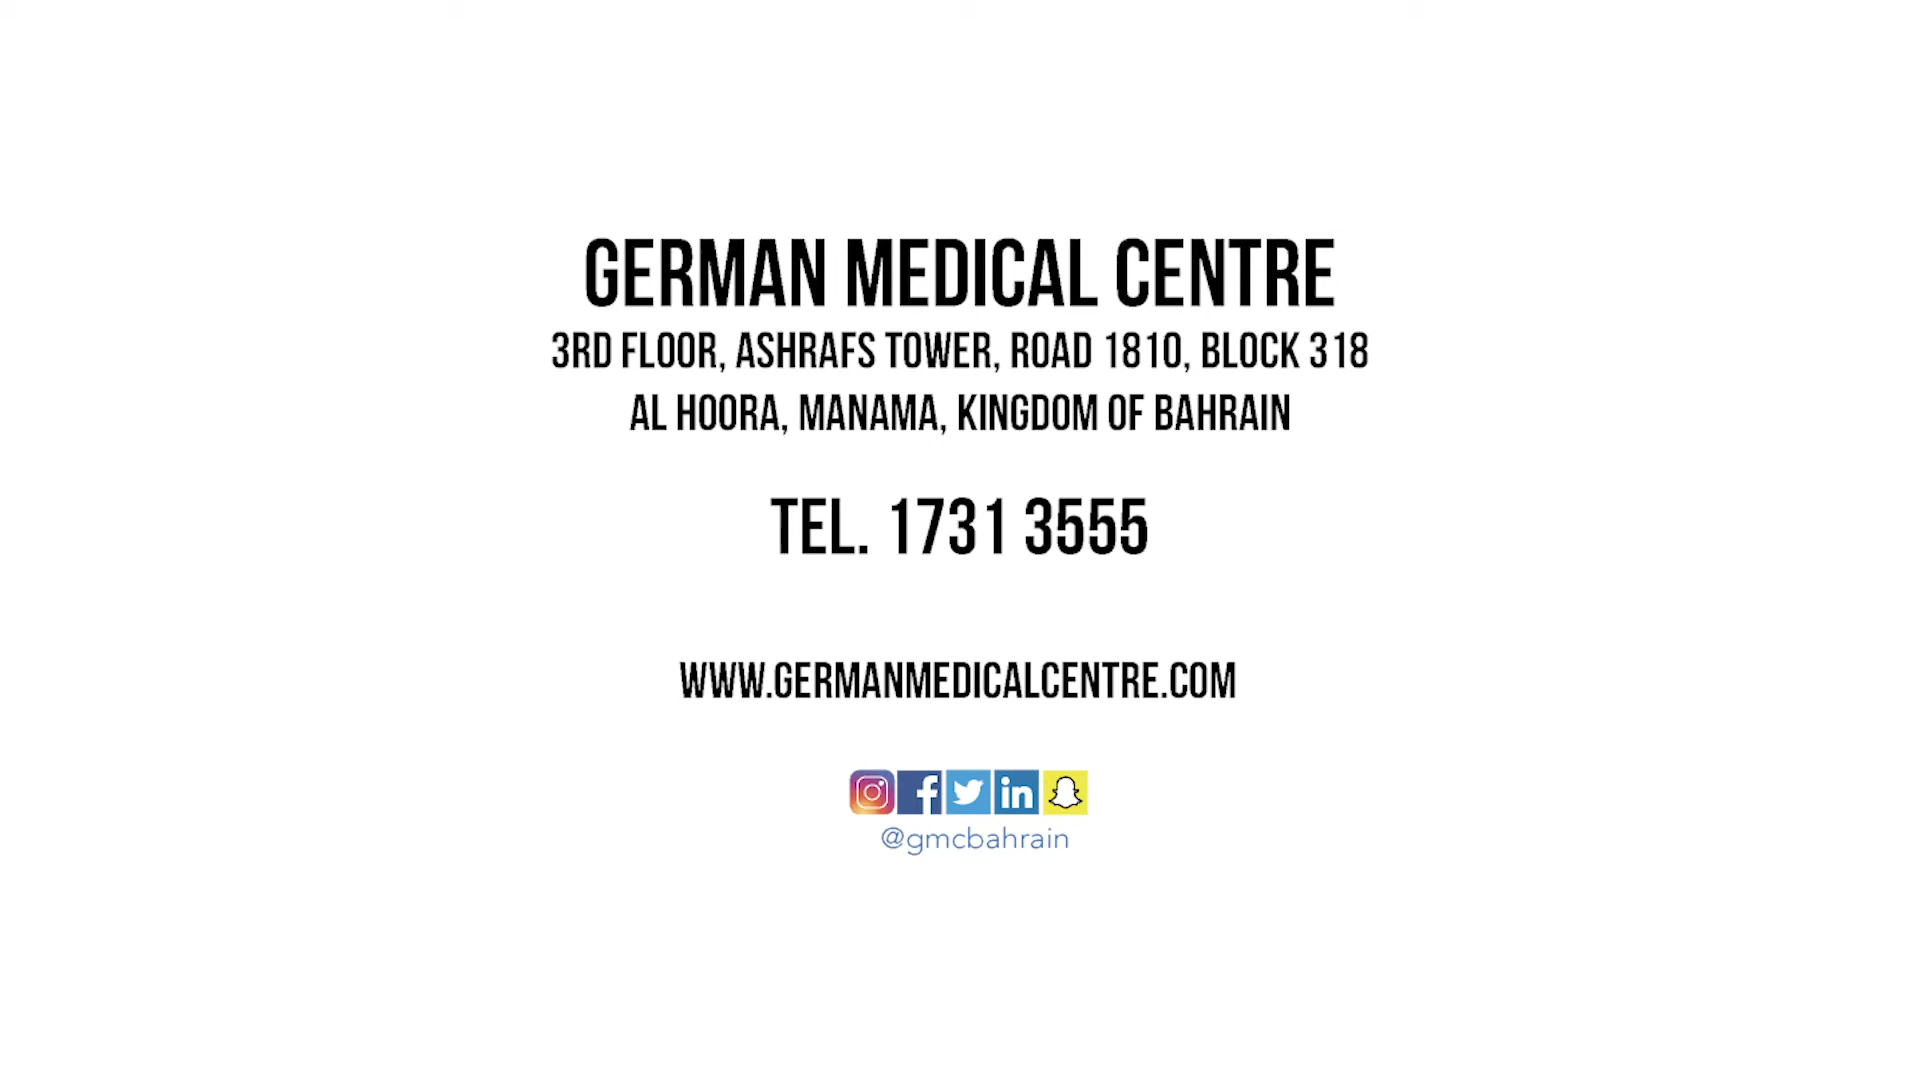 GERMAN MEDICAL CENTRE
3RD FLOOR, ASHRAFS TOWER, ROAD 1810, BLOCK 318
AL HOORA, MANAMA, KINGDOM OF BAHRAIN
TEL. 1731 3555
WWW.GERMANMEDICALCENTRE.COM
@gmcbahrain